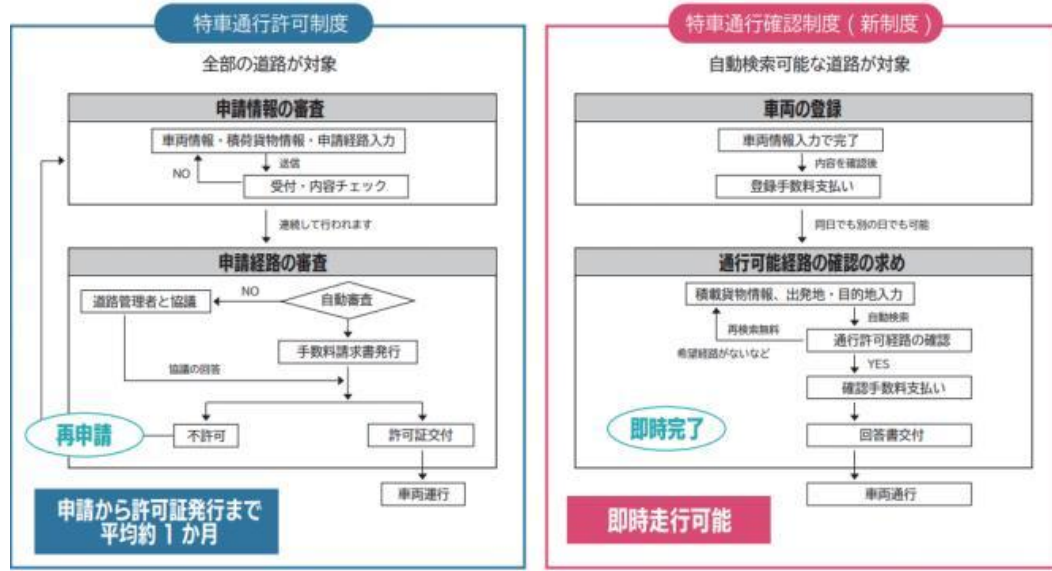 特車通行許可制度
全部の道路が対象
申請情報の審査
車両情報・積荷貨物情報・申請経路入力
送信
NO
受付・内容チェック
連続して行われます
申請経路の審査
自動審査
NO
道路管理者と協議
手数料請求書発行
協議の回答
再申請
不許可
許可証交付
車両運行
申請から許可証発行まで
平均約1か月
特車通行確認制度(新制度)
自動検索可能な道路が対象
車両の登録
車両情報入力で完了
内容を確認後
登録手数料支払い
同日でも別の日でも可能
通行可能経路の確認の求め
積載貨物情報、出発地・目的地入力
自動検索
再検索無料
希望経路がないなど
通行許可経路の確認
YES
確認手数料支払い
即時完了
回答書交付
車両通行
即時走行可能